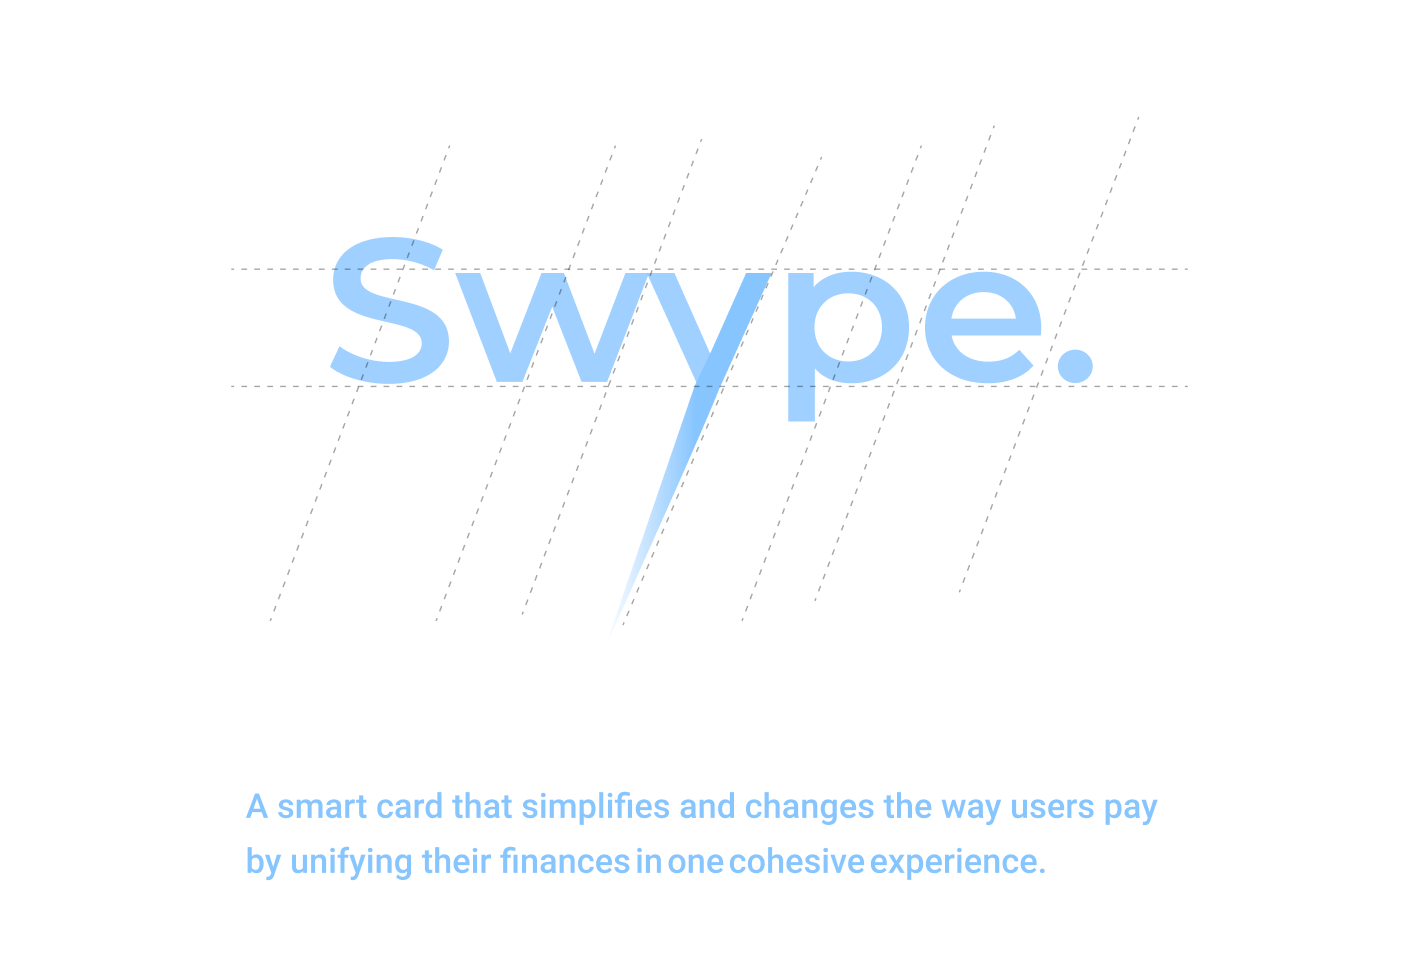 Swype.
A smart card that simplifies and changes the way users pay
by unifying their finances in one cohesive experience.